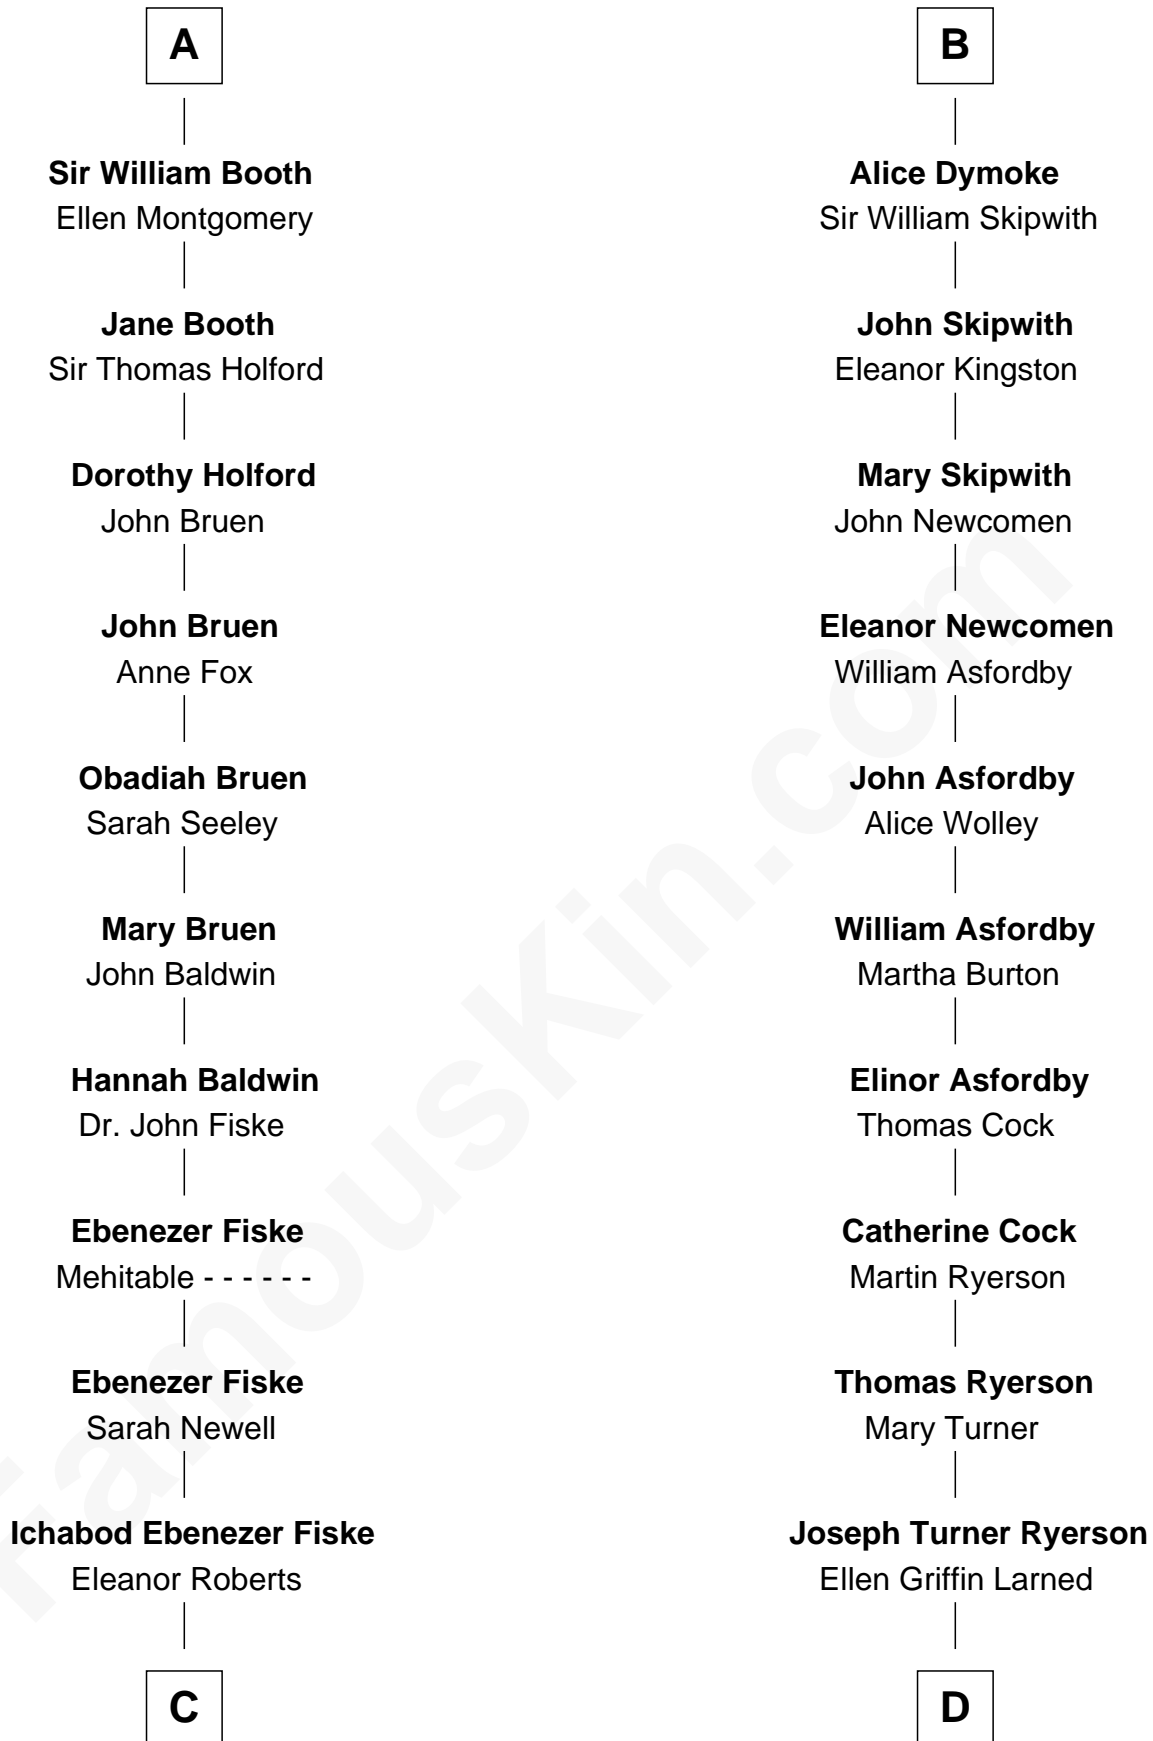 A
Sir William Booth
Ellen Montgomery
Jane Booth
Sir Thomas Holford
Dorothy Holford
John Bruen
John Bruen
Anne Fox
Obadiah Bruen
Sarah Seeley
Mary Bruen
John Baldwin
Hannah Baldwin
Dr. John Fiske
Ebenezer Fiske
Mehitable - - - - - -
Ebenezer Fiske
Sarah Newell
Ichabod Ebenezer Fiske
Eleanor Roberts
C
B
Alice Dymoke
Sir William Skipwith
John Skipwith
Eleanor Kingston
Mary Skipwith
John Newcomen
Eleanor Newcomen
William Asfordby
John Asfordby
Alice Wolley
William Asfordby
Martha Burton
Elinor Asfordby
Thomas Cock
Catherine Cock
Martin Ryerson
Thomas Ryerson
Mary Turner
Joseph Turner Ryerson
Ellen Griffin Larned
D
FamousKin.com